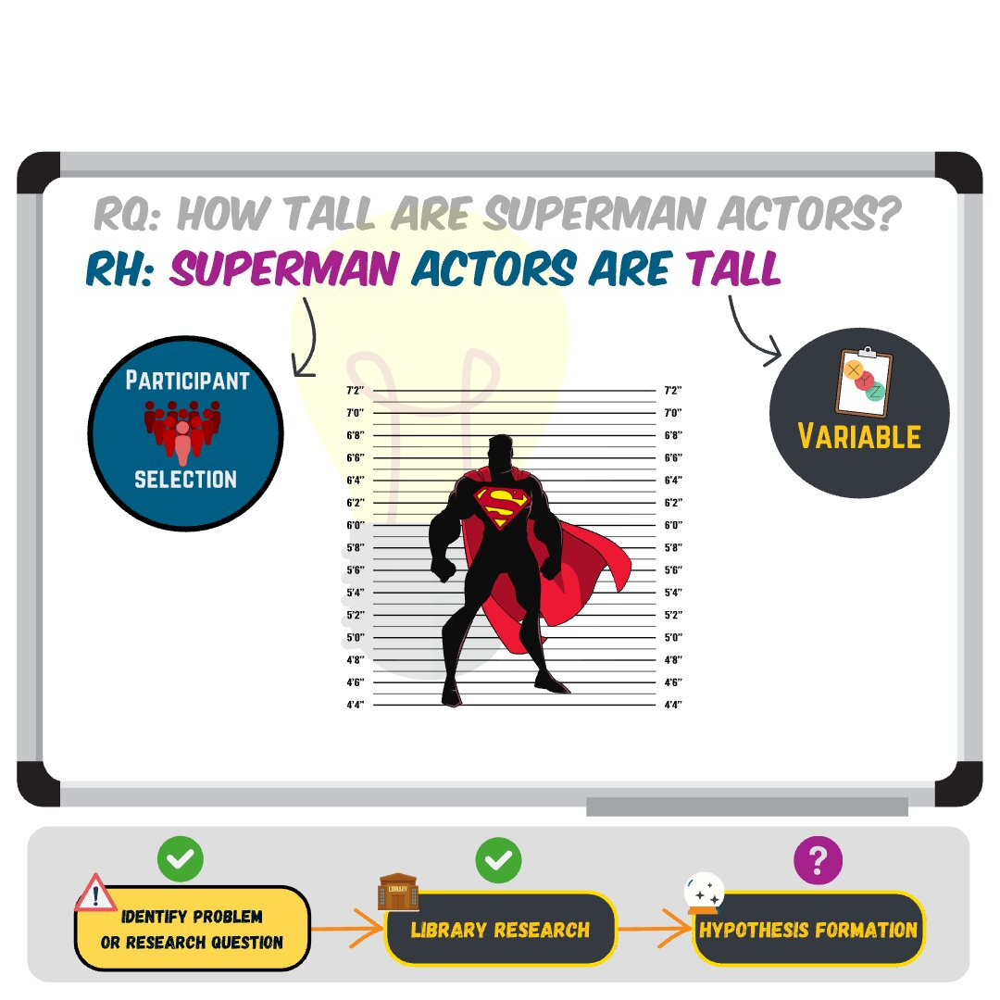 RQ: HOW TALL ARE SUPERMAN ACTORS?
RH: SUPERMAN ACTORS ARE TALL
PARTICIPANT
SELECTION
X
Y
Z
VARIABLE
7'2" 7'2"
7'0" 7'0"
6'8" 6'8"
6'6" 6'6"
6'4" 6'4"
6'2" 6'2"
6'0" 6'0"
5'8" 5'8"
5'6" 5'6"
5'4" 5'4"
5'2" 5'2"
5'0" 5'0"
4'8" 4'8"
4'6" 4'6"
4'4" 4'4"
S
?
!
IDENTIFY PROBLEM
OR RESEARCH QUESTION
LIBRARY
LIBRARY RESEARCH
HYPOTHESIS FORMATION